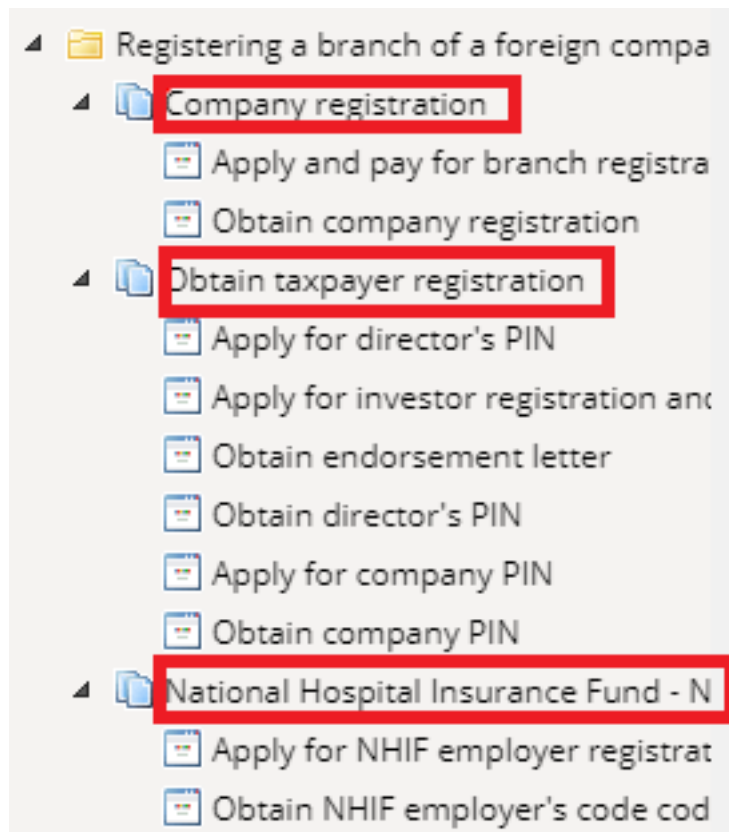 Registering a branch of a foreign compa
Company registration
Apply and pay for branch registra
Obtain company registration
Obtain taxpayer registration
Apply for director's PIN
Apply for investor registration and
Obtain endorsement letter
Obtain director's PIN
Apply for company PIN
Obtain company PIN
National Hospital Insurance Fund - N
Apply for NHIF employer registrat
Obtain NHIF employer's code cod